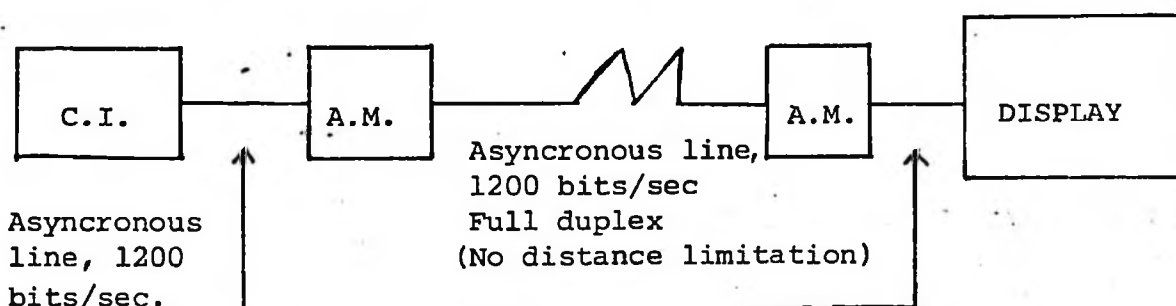 C.I.
A.M.
A.M.
DISPLAY
Asyncronous line,
1200 bits/sec
Full duplex
(No distance limitation)
Asyncronous
line, 1200
bits/sec.